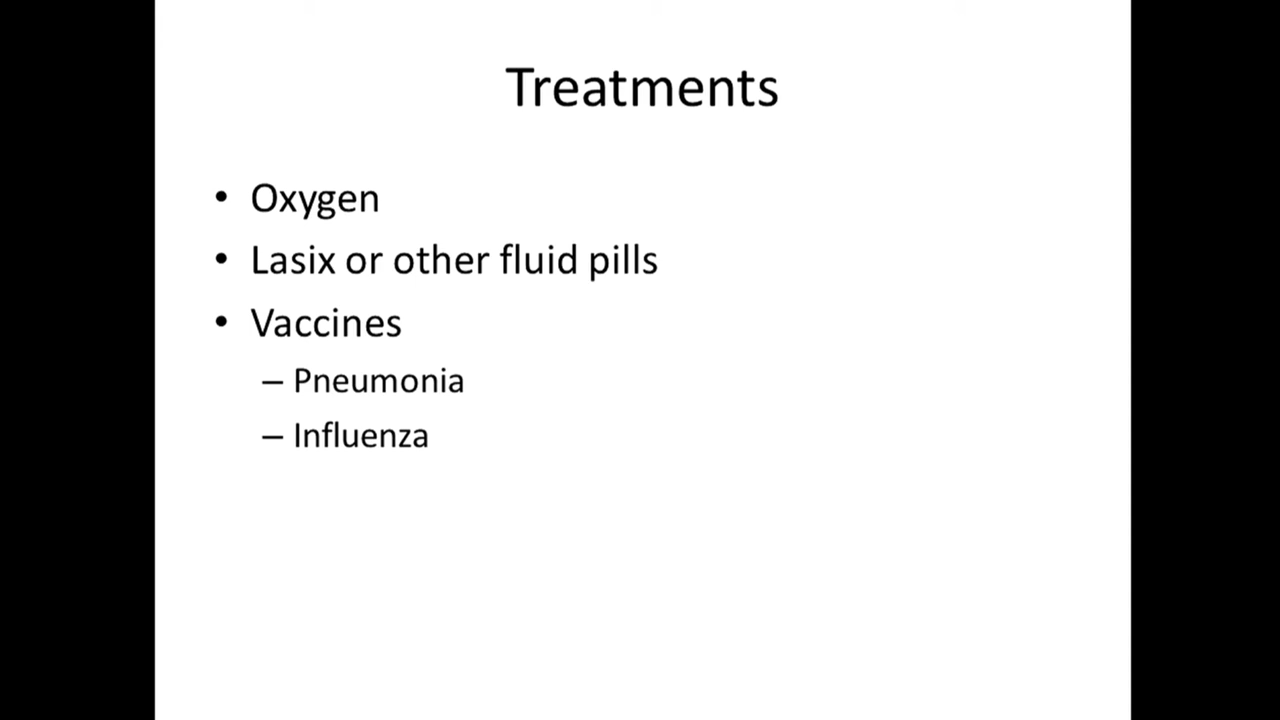 Treatments
• Oxygen
• Lasix or other fluid pills
• Vaccines
– Pneumonia
– Influenza